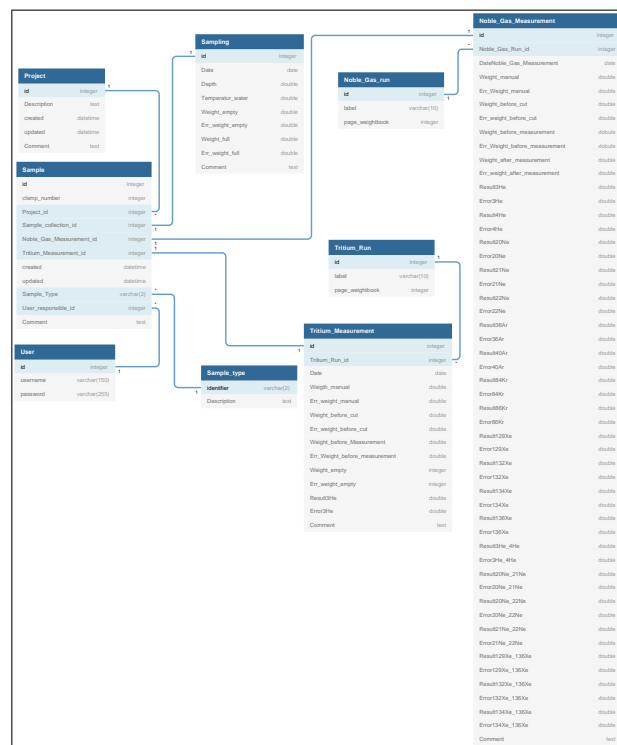 Project
id integer
Description text
created datetime
updated datetime
Comment text
Sample
id integer
clamp_number integer
Project_id integer
Sample_collection_id integer
Noble_Gas_Measurement_id integer
Tritium_Measurement_id integer
created datetime
updated datetime
Sample_Type varchar(2)
User_responsible_id integer
Comment text
User
id integer
username varchar(150)
password varchar(255)
Sampling
id integer
Date date
Depth double
Temperatur_water double
Weight_empty double
Err_weight_empty double
Weight_full double
Err_weight_full double
Comment text
Sample_type
identifier varchar(2)
Description text
Noble_Gas_run
id integer
label varchar(10)
page_weightbook integer
Tritium_Run
id integer
label varchar(10)
page_weightbook integer
Tritium_Measurement
id integer
Tritium_Run_id integer
Date date
Waigth_manual double
Err_weight_manual double
Weight_before_cut double
Err_weight_before_cut double
Weight_before_Measurement double
Err_Weight_before_measurement double
Weight_empty integer
Err_weight_empty integer
Result3He double
Error3He double
Comment text
Noble_Gas_Measurement
id integer
Noble_Gas_Run_id integer
DateNoble_Gas_Measurement date
Weight_manual double
Err_Weight_manual double
Weight_before_cut double
Err_weight_before_cut double
Weight_before_measurement dobule
Err_Weight_before_measurement double
Weight_after_measurement double
Err_weight_after_measurement double
Result3He double
Error3He double
Result4He double
Error4He double
Result20Ne double
Error20Ne double
Result21Ne double
Error21Ne double
Result22Ne double
Error22Ne double
Result36Ar double
Error36Ar double
Result40Ar double
Error40Ar double
Result84Kr double
Error84Kr double
Result86Kr double
Error86Kr double
Result129Xe double
Error129Xe double
Result132Xe double
Error132Xe double
Result134Xe double
Error134Xe double
Result136Xe double
Error136Xe double
Result3He_4He double
Error3He_4He double
Result20Ne_21Ne double
Error20Ne_21Ne double
Result20Ne_22Ne double
Error20Ne_22Ne double
Result21Ne_22Ne double
Error21Ne_22Ne double
Result129Xe_136Xe double
Error129Xe_136Xe double
Result132Xe_136Xe double
Error132Xe_136Xe double
Result134Xe_136Xe double
Error134Xe_136Xe double
Comment text